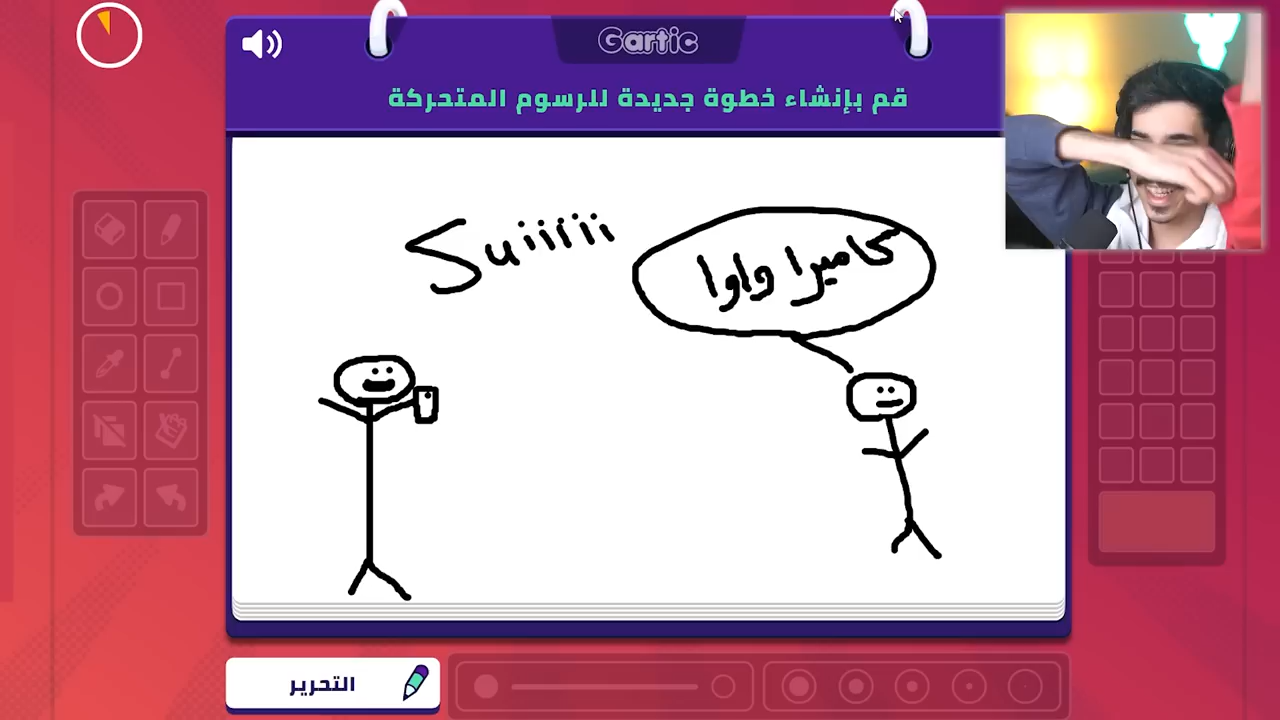 Gartic
قم بإنشاء خطوة جديدة للرسوم المتحركة
Suiiiii
كاميرا واوا
التحرير